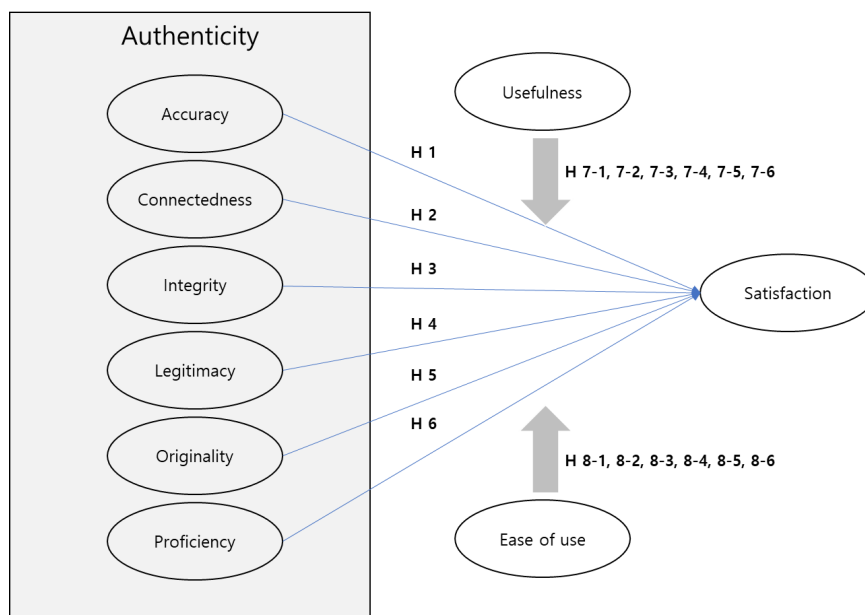 Authenticity
Accuracy
Connectedness
Integrity
Legitimacy
Originality
Proficiency
H 1
H 2
H 3
H 4
H 5
H 6
Usefulness
H 7-1, 7-2, 7-3, 7-4, 7-5, 7-6
Satisfaction
H 8-1, 8-2, 8-3, 8-4, 8-5, 8-6
Ease of use